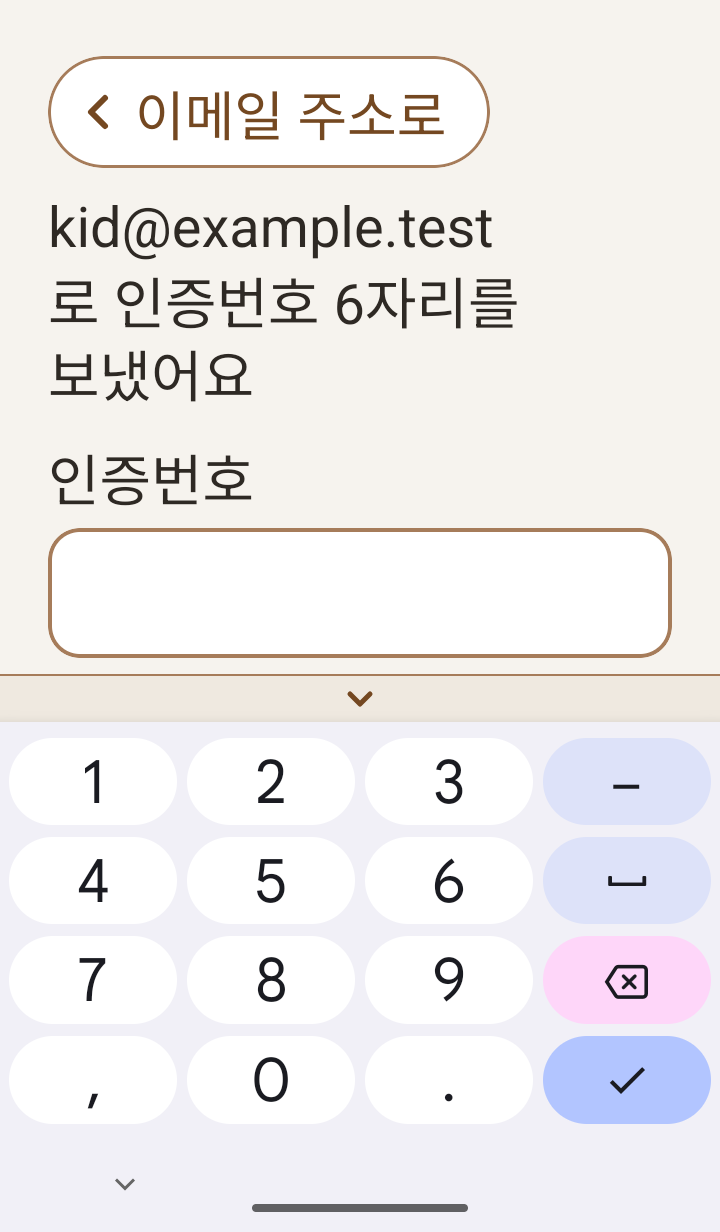 이메일 주소로
kid@example.test
로 인증번호 6자리를
보냈어요
인증번호
1 2 3 –
4 5 6
7 8 9
, 0 .